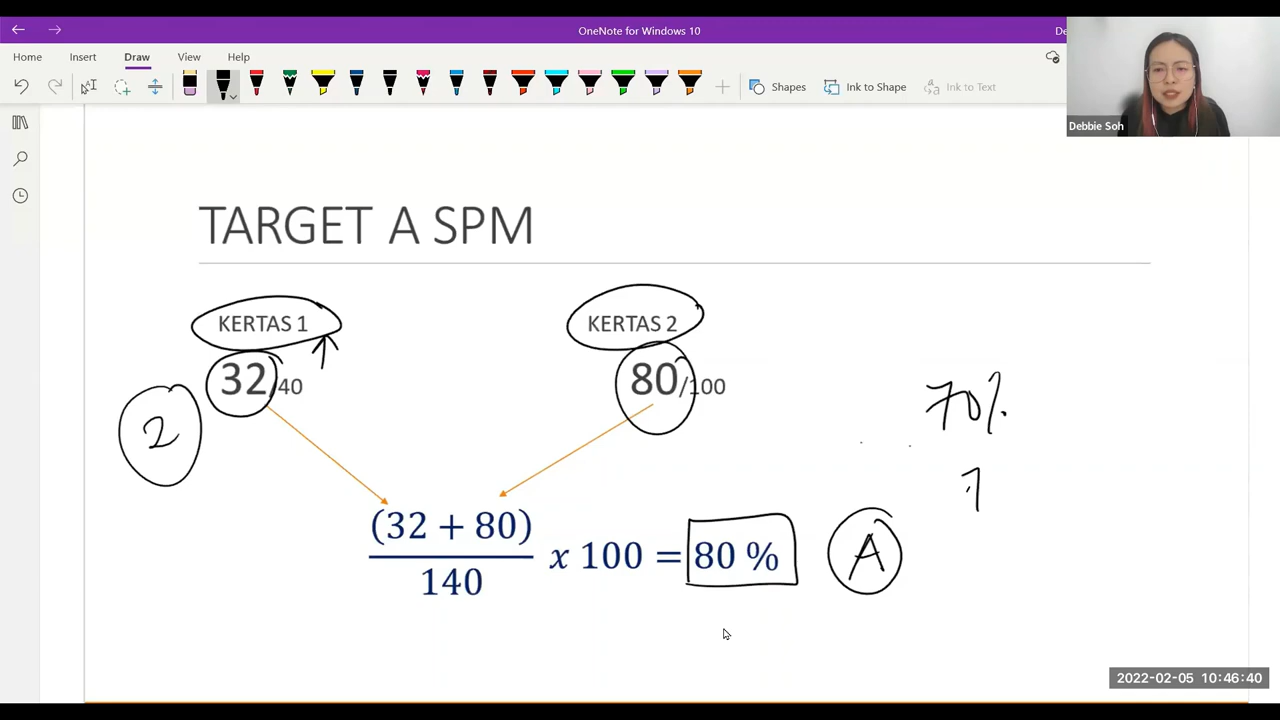 OneNote for Windows 10
De
Home Insert Draw View Help
Shapes Ink to Shape Ink to Text
Debbie Soh
TARGET A SPM
KERTAS 1 KERTAS 2
32/40 80/100
70%
2
(32 + 80)
140
x 100 = 80 %
A
2022-02-05 10:46:40